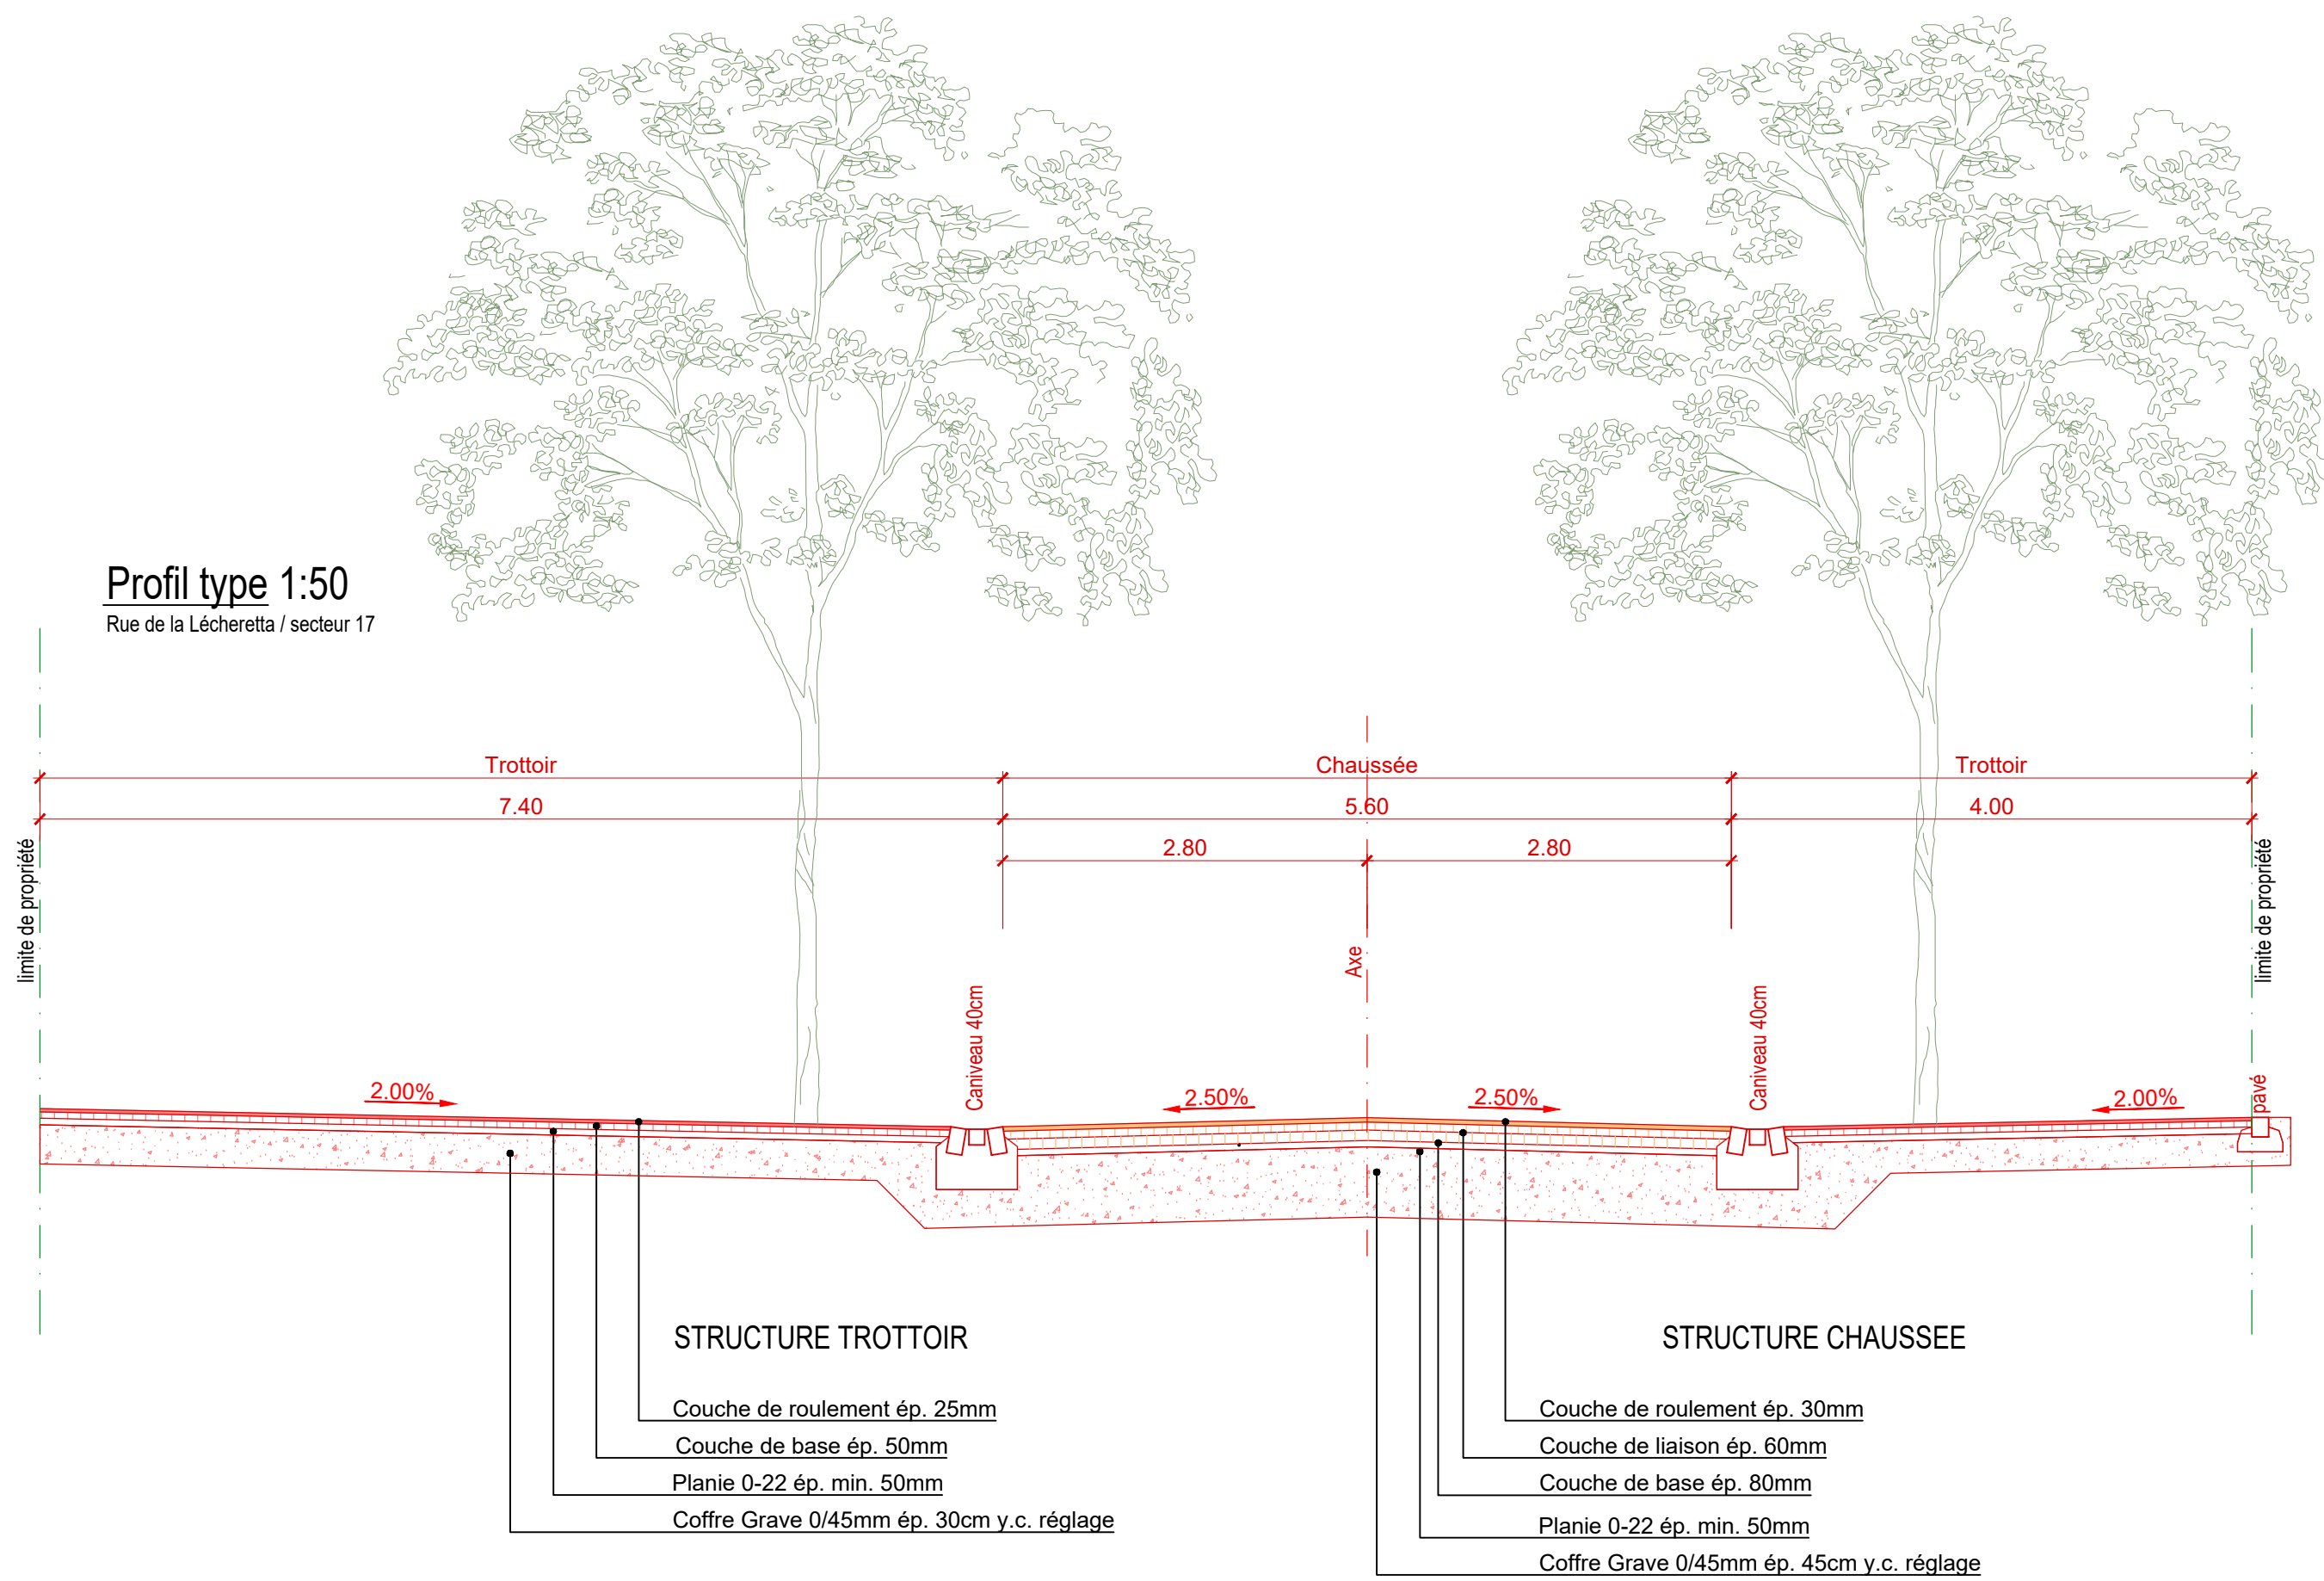 Profil type 1:50
Rue de la Lécheretta / secteur 17
Trottoir
Chaussée
Trottoir
7.40
5.60
4.00
2.80
2.80
limite de propriété
Axe
limite de propriété
Caniveau 40cm
Caniveau 40cm
pavé
2.00%
2.50%
2.50%
2.00%
STRUCTURE TROTTOIR
Couche de roulement ép. 25mm
Couche de base ép. 50mm
Planie 0-22 ép. min. 50mm
Coffre Grave 0/45mm ép. 30cm y.c. réglage
STRUCTURE CHAUSSEE
Couche de roulement ép. 30mm
Couche de liaison ép. 60mm
Couche de base ép. 80mm
Planie 0-22 ép. min. 50mm
Coffre Grave 0/45mm ép. 45cm y.c. réglage